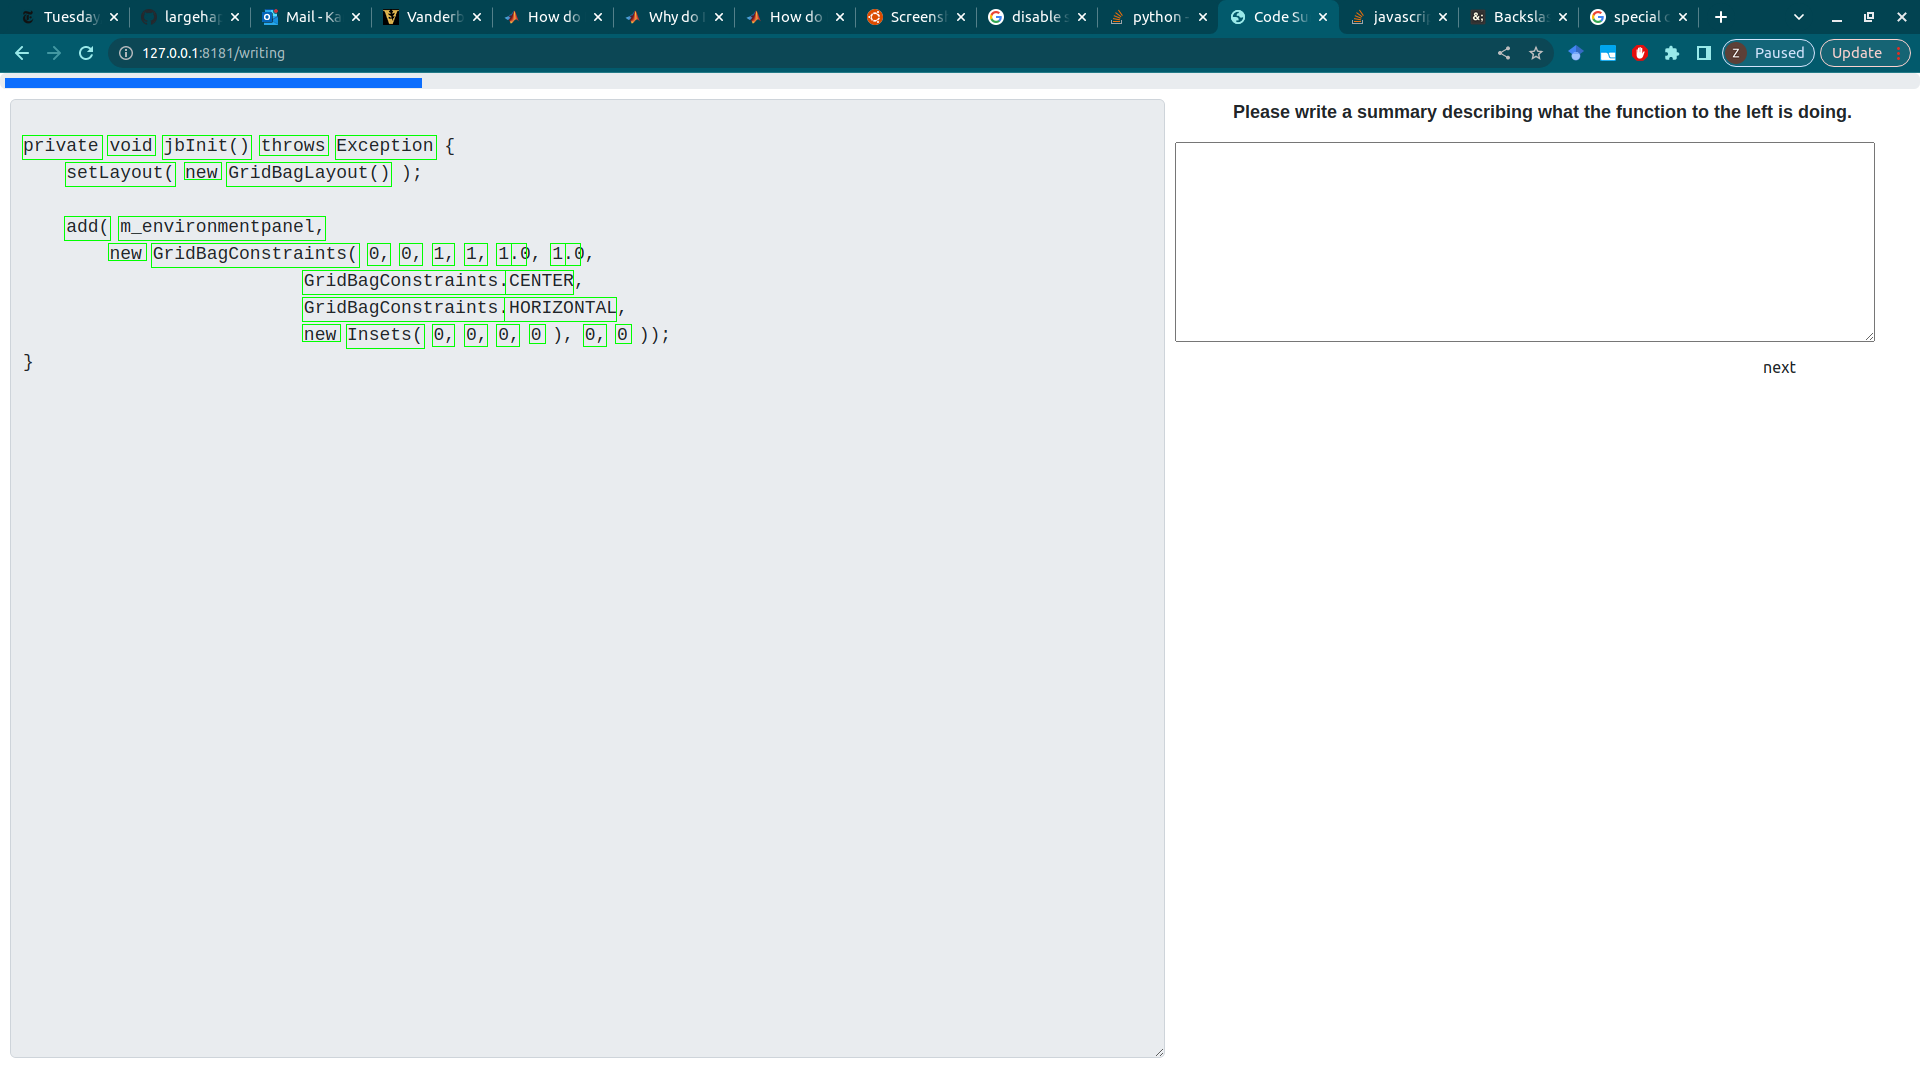 Tuesday
largehap
Mail - Ka
Vanderb
How do
Why do
How do
Screens
disable s
python -
Code Su
javascrip
Backslas
special c
127.0.0.1:8181/writing
Z Paused
Update
Please write a summary describing what the function to the left is doing.
private void jbInit() throws Exception {
setLayout( new GridBagLayout() );
add( m_environmentpanel,
new GridBagConstraints( 0, 0, 1, 1, 1.0, 1.0,
GridBagConstraints.CENTER,
GridBagConstraints.HORIZONTAL,
new Insets( 0, 0, 0, 0 ), 0, 0 ));
}
next